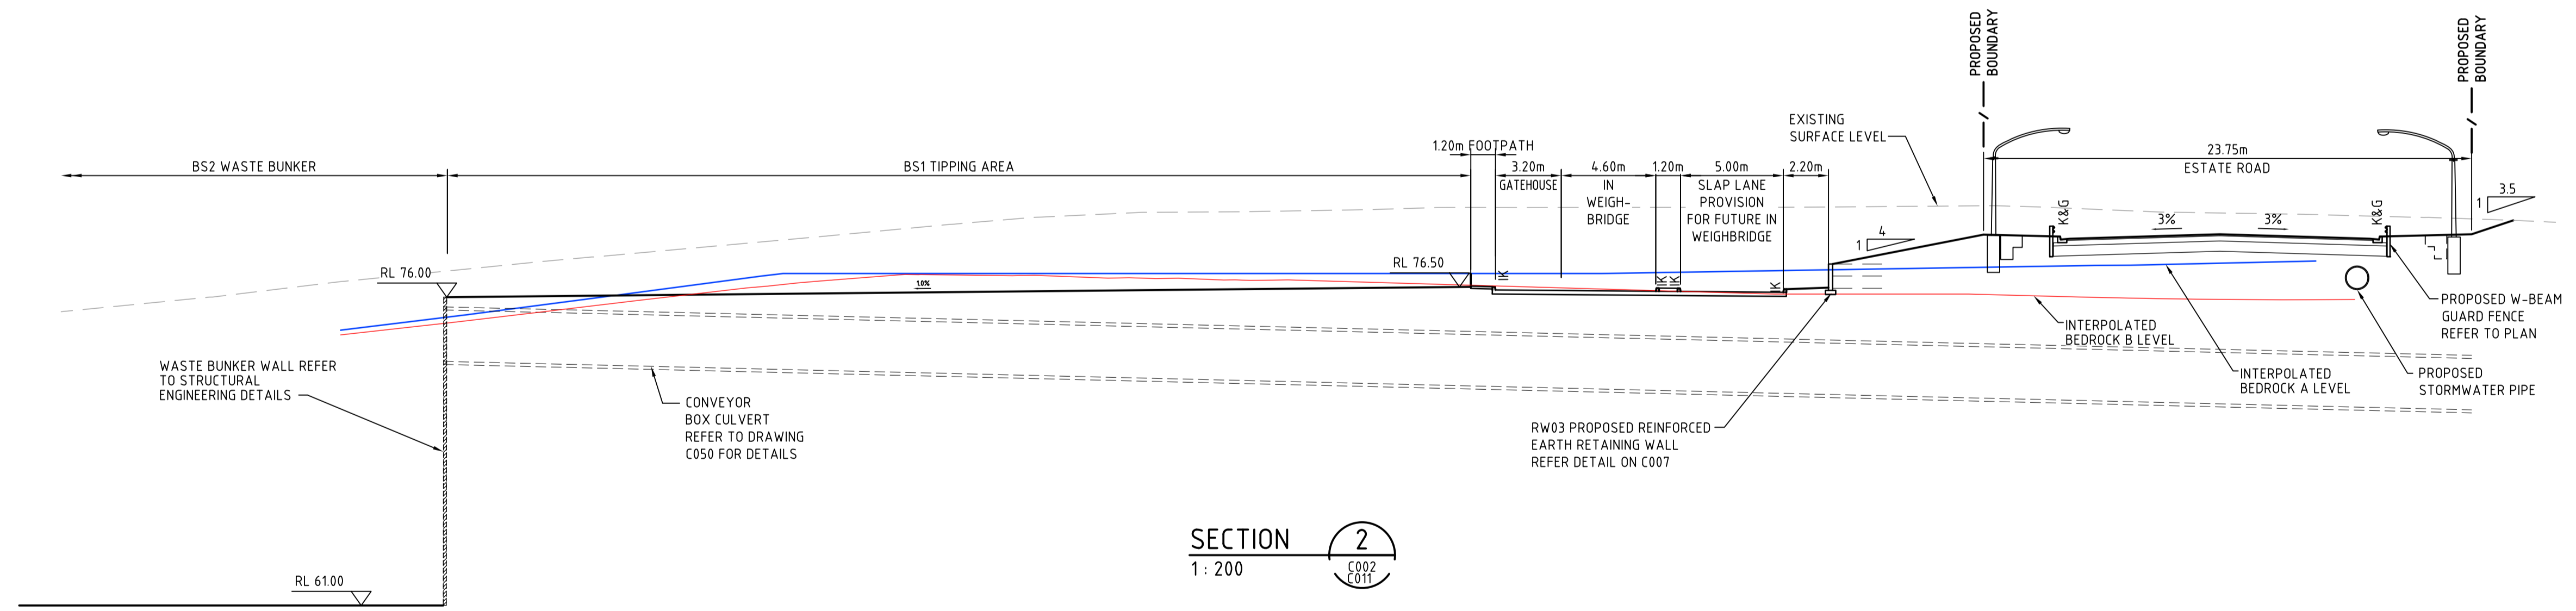 PROPOSED
BOUNDARY
PROPOSED
BOUNDARY
EXISTING
SURFACE LEVEL
BS2 WASTE BUNKER
BS1 TIPPING AREA
1.20m FOOTPATH
3.20m
GATEHOUSE
4.60m
IN
WEIGH-
BRIDGE
1.20m
5.00m
SLAP LANE
PROVISION
FOR FUTURE IN
WEIGHBRIDGE
2.20m
23.75m
ESTATE ROAD
3.5
1
K&G
3%
3%
K&G
4
1
RL 76.00
1.0%
RL 76.50
IK
IK
IK
IK
PROPOSED W-BEAM
GUARD FENCE
REFER TO PLAN
INTERPOLATED
BEDROCK B LEVEL
INTERPOLATED
BEDROCK A LEVEL
PROPOSED
STORMWATER PIPE
WASTE BUNKER WALL REFER
TO STRUCTURAL
ENGINEERING DETAILS
CONVEYOR
BOX CULVERT
REFER TO DRAWING
C050 FOR DETAILS
RW03 PROPOSED REINFORCED
EARTH RETAINING WALL
REFER DETAIL ON C007
SECTION
1 : 200
2
C002
C011
RL 61.00